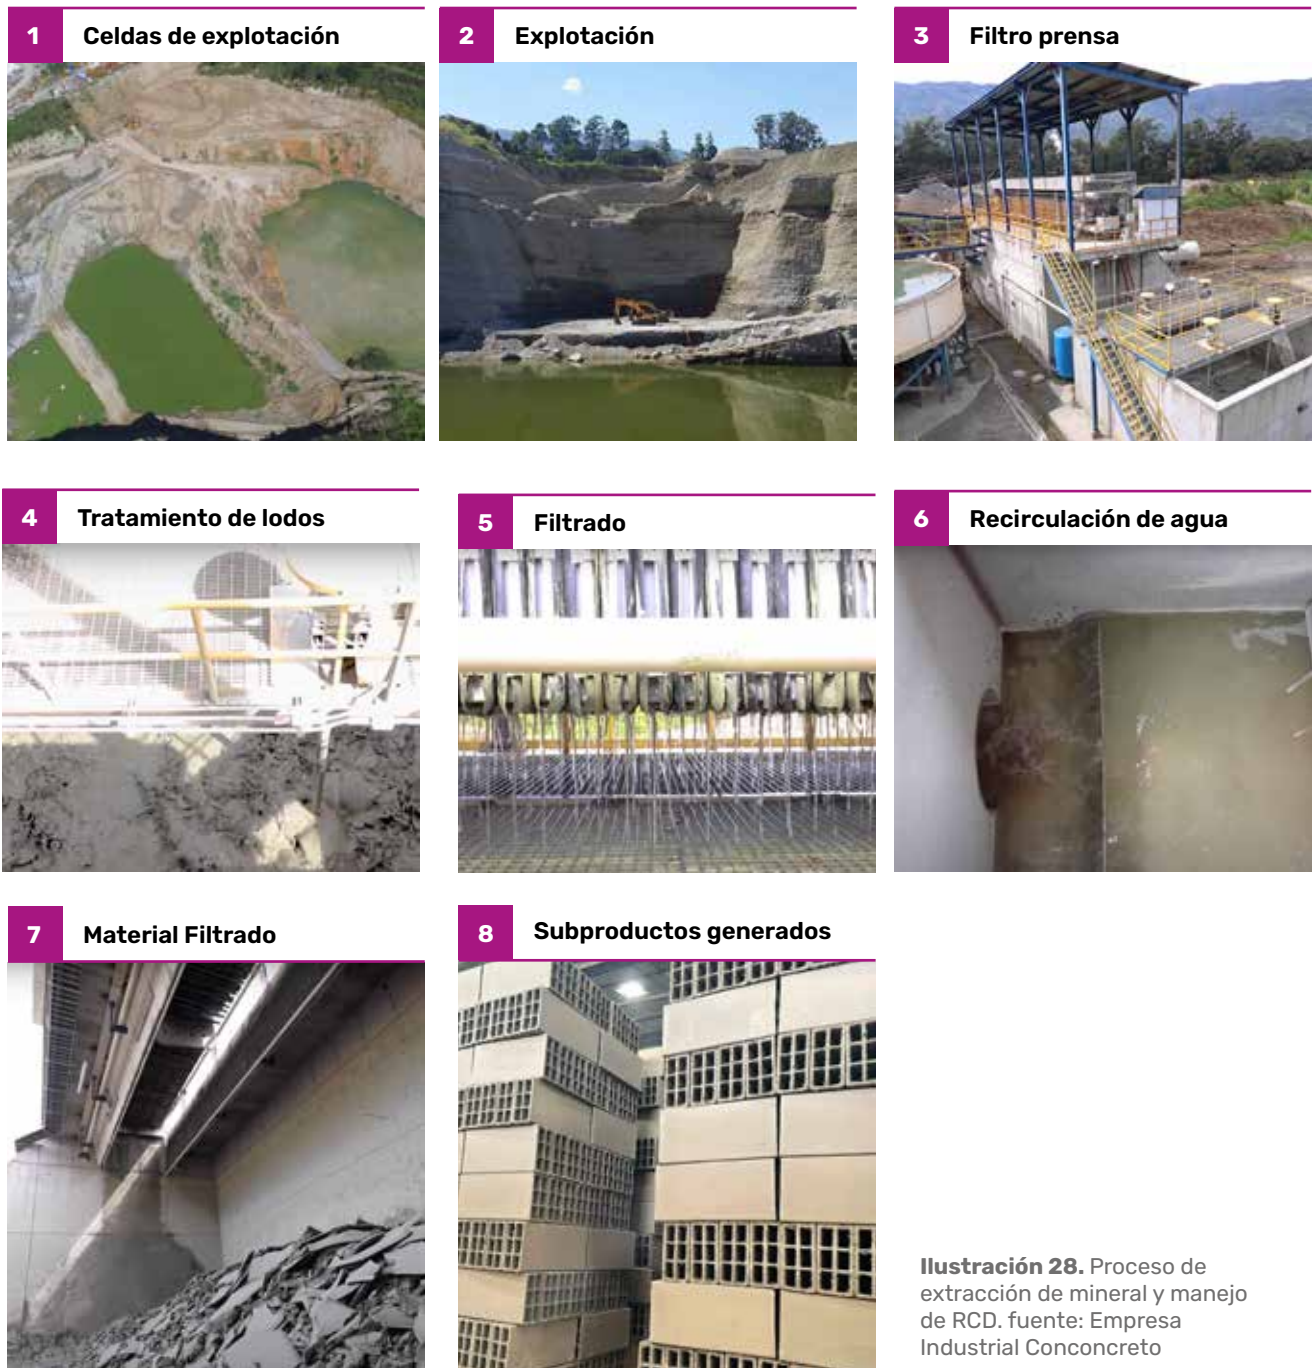 1 Celdas de explotación
2 Explotación
3 Filtro prensa
4 Tratamiento de lodos
5 Filtrado
6 Recirculación de agua
7 Material Filtrado
8 Subproductos generados
Ilustración 28. Proceso de
extracción de mineral y manejo
de RCD. fuente: Empresa
Industrial Conconcreto